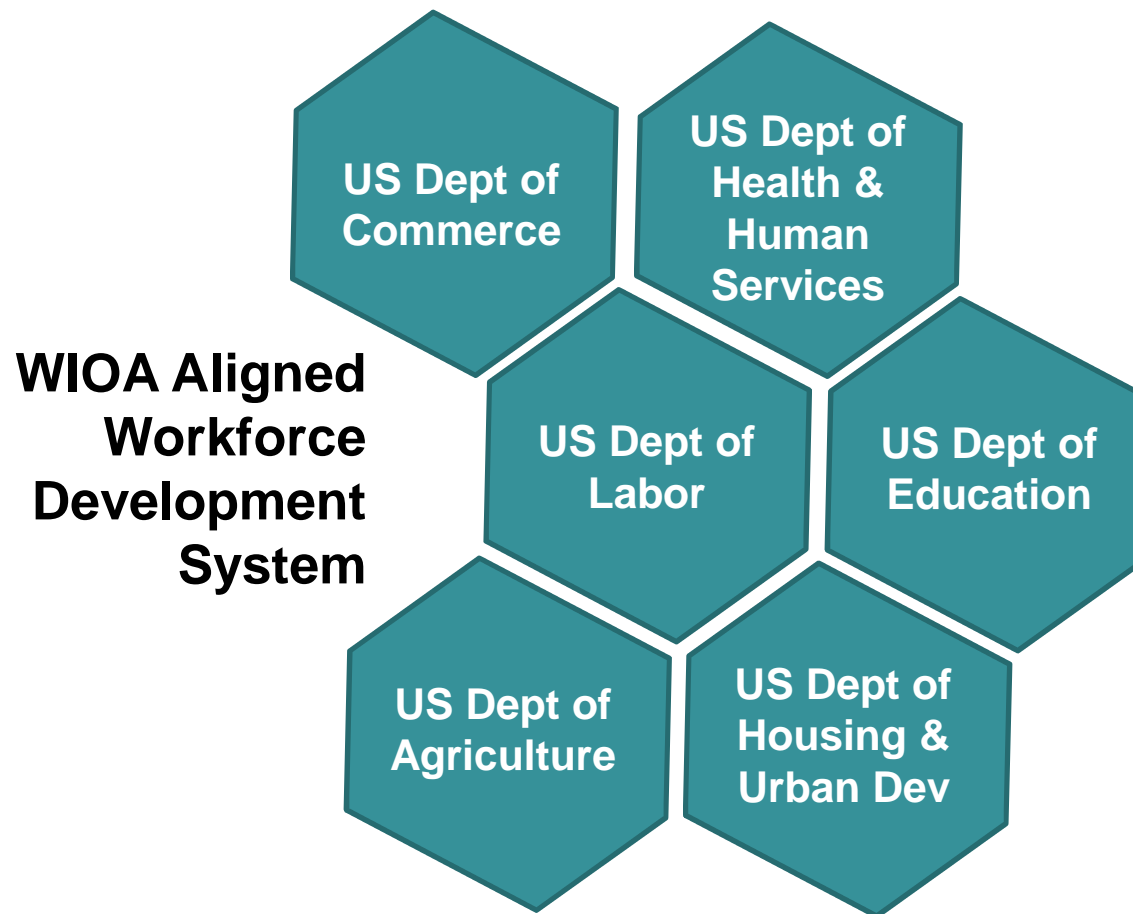 US Dept of
Commerce
US Dept of
Health &
Human
Services
WIOA Aligned
Workforce
Development
System
US Dept of
Labor
US Dept of
Education
US Dept of
Agriculture
US Dept of
Housing &
Urban Dev